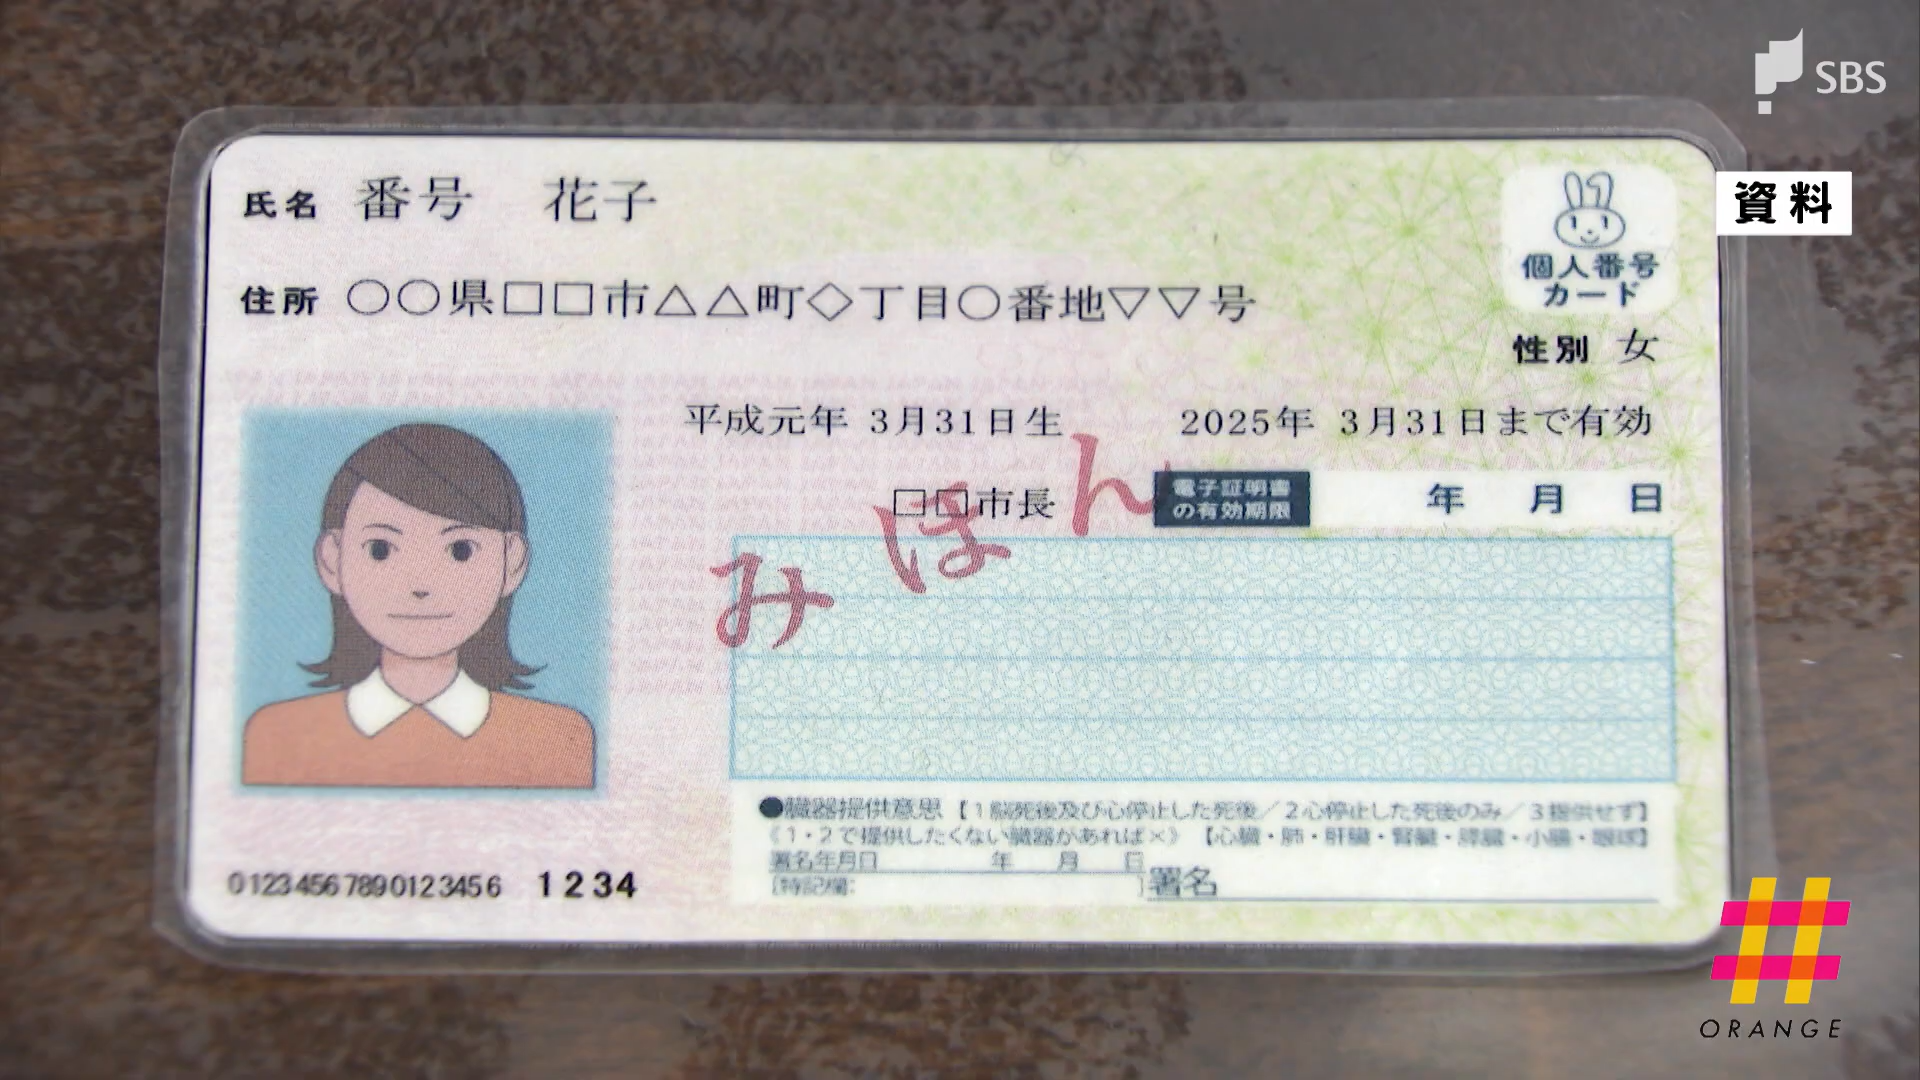 SBS
資料
氏名 番号 花子
個人番号
カード
住所 ○○県□□市△△町◇丁目○番地▽▽号
性別 女
平成元年 3月31日生 2025年 3月31日まで有効
□□市長
電子証明書
の有効期限
年 月 日
みほん
●臓器提供意思【1脳死後及び心停止した死後／2心停止した死後のみ／3提供せず】
《1・2で提供したくない臓器があれば×》【心臓・肺・肝臓・腎臓・膵臓・小腸・眼球】
署名年月日 年 月 日
[特記欄: ] 署名
01234567890123456 1234
ORANGE